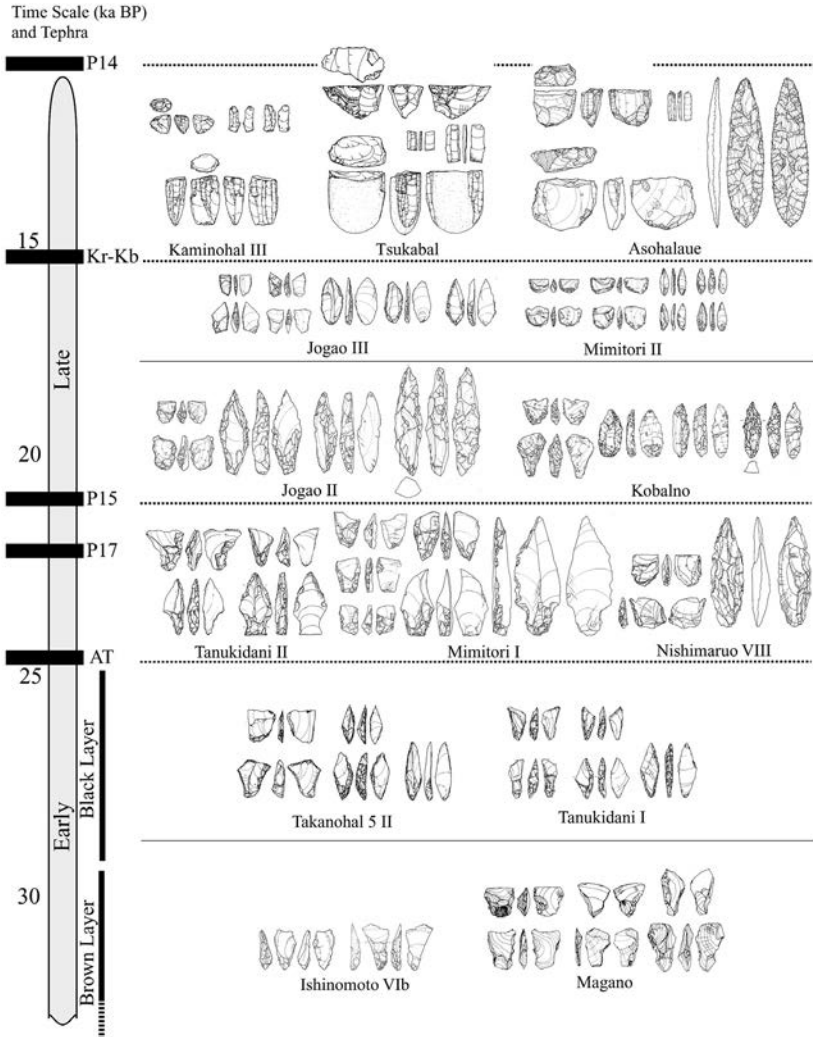 Time Scale (ka BP)
and Tephra
P14
Kaminohal III
Tsukabal
Asohalaue
15
Kr-Kb
Jogao III
Mimitori II
Late
20
Jogao II
Kobalno
P15
P17
Tanukidani II
Mimitori I
Nishimaruo VIII
AT
25
Black Layer
Takanohal 5 II
Tanukidani I
Early
30
Brown Layer
Ishinomoto VIb
Magano